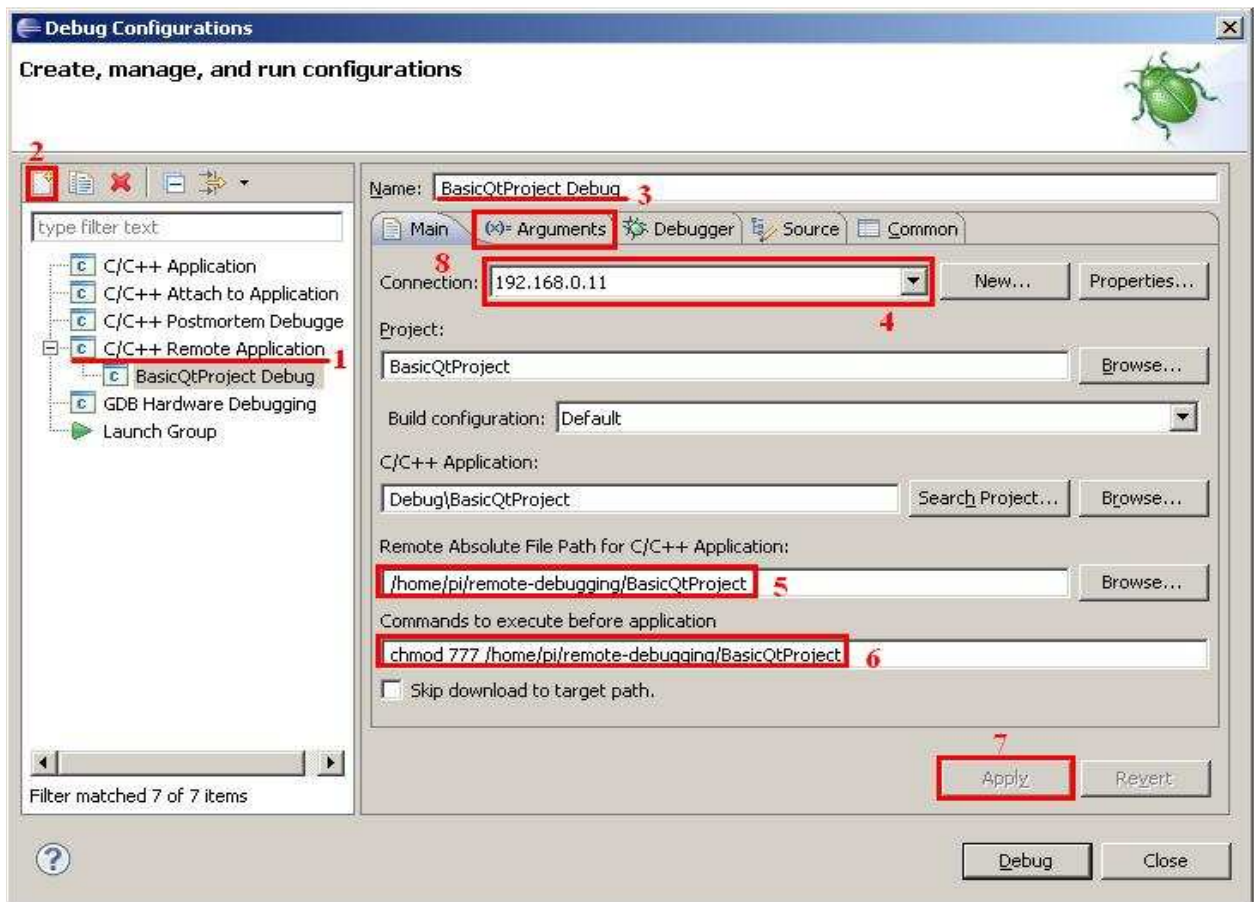 Debug Configurations
Create, manage, and run configurations
2
type filter text
C/C++ Application
C/C++ Attach to Application
C/C++ Postmortem Debugge
C/C++ Remote Application 1
BasicQtProject Debug
GDB Hardware Debugging
Launch Group
Filter matched 7 of 7 items
Name: BasicQtProject Debug 3
Main (x)= Arguments Debugger Source Common
8
Connection: 192.168.0.11 New... Properties...
4
Project:
BasicQtProject Browse...
Build configuration: Default
C/C++ Application:
Debug\BasicQtProject Search Project... Browse...
Remote Absolute File Path for C/C++ Application:
/home/pi/remote-debugging/BasicQtProject 5 Browse...
Commands to execute before application
chmod 777 /home/pi/remote-debugging/BasicQtProject 6
Skip download to target path.
7
Apply Revert
? Debug Close